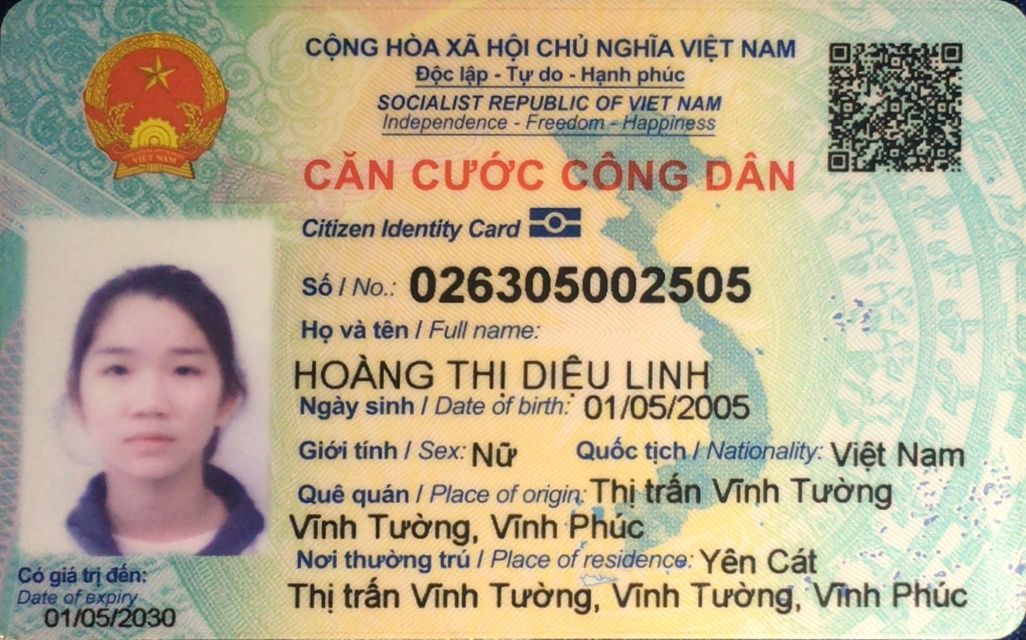 CỘNG HÒA XÃ HỘI CHỦ NGHĨA VIỆT NAM
Độc lập - Tự do - Hạnh phúc
SOCIALIST REPUBLIC OF VIET NAM
Independence - Freedom - Happiness
CĂN CƯỚC CÔNG DÂN
Citizen Identity Card
Số / No.: 026305002505
Họ và tên / Full name:
HOÀNG THỊ DIỆU LINH
Ngày sinh / Date of birth: 01/05/2005
Giới tính / Sex: Nữ Quốc tịch / Nationality: Việt Nam
Quê quán / Place of origin: Thị trấn Vĩnh Tường
Vĩnh Tường, Vĩnh Phúc
Nơi thường trú / Place of residence: Yên Cát
Thị trấn Vĩnh Tường, Vĩnh Tường, Vĩnh Phúc
Có giá trị đến:
Date of expiry
01/05/2030
VIỆT NAM